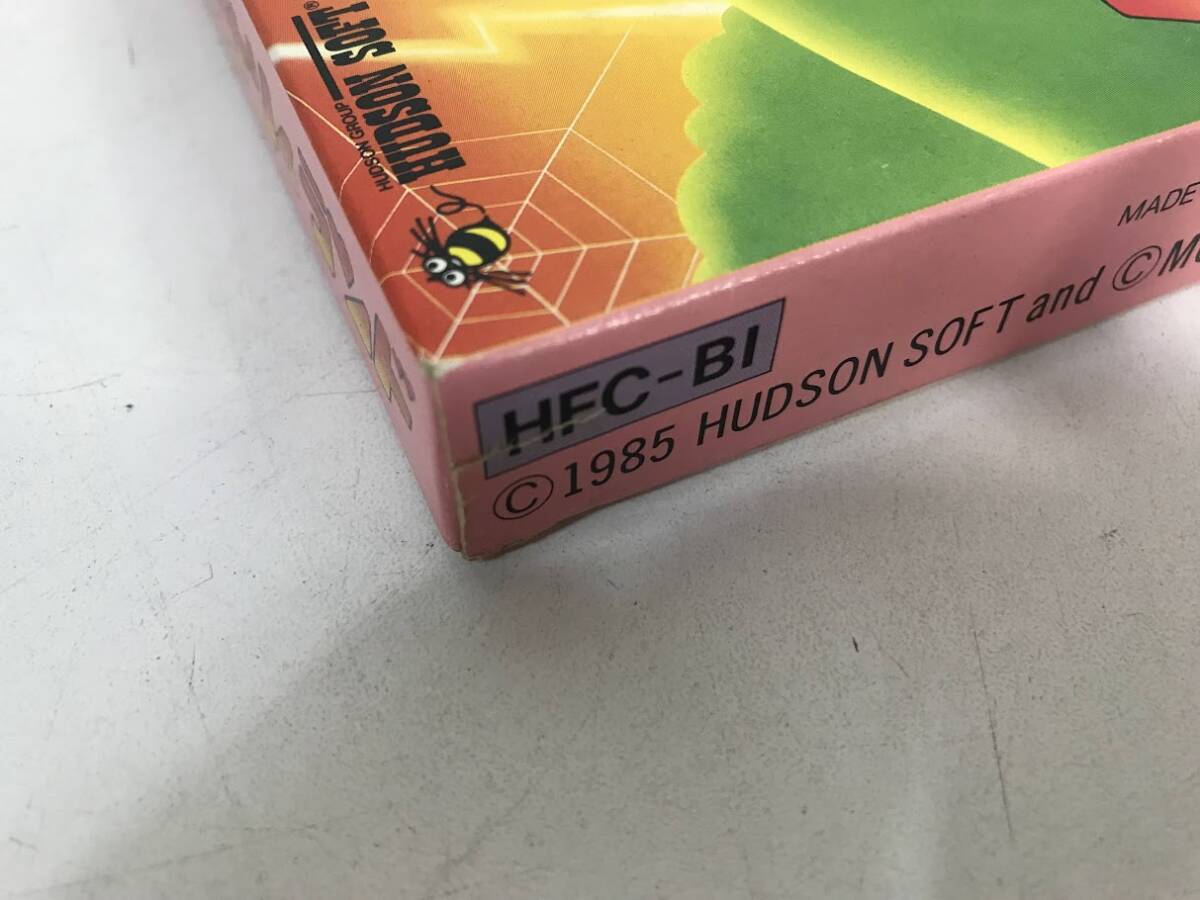 HUDSON SOFT®
HUDSON GROUP
MADE
HFC-BI
©1985 HUDSON SOFT and ©M